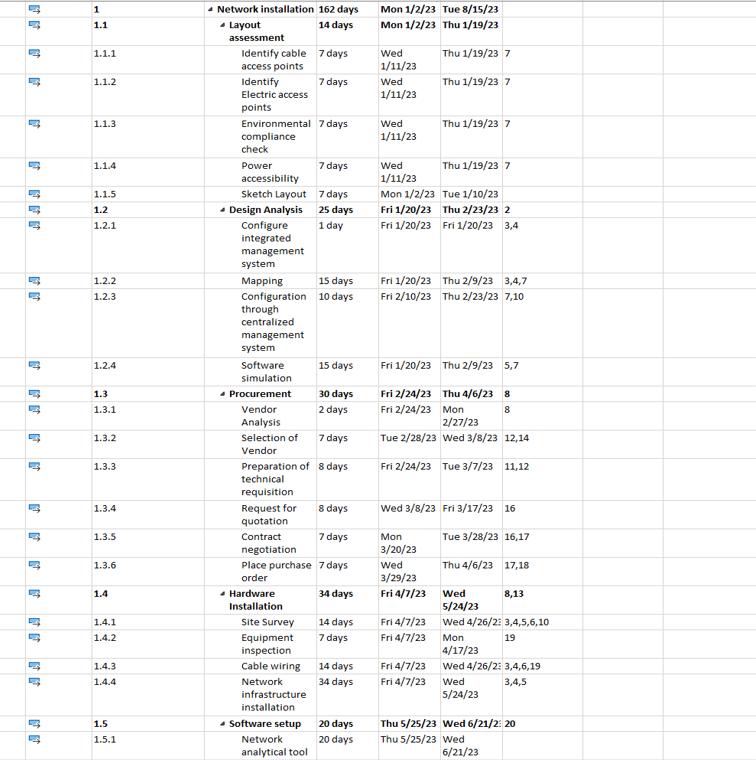 1 Network installation 162 days Mon 1/2/23 Tue 8/15/23
1.1 Layout assessment 14 days Mon 1/2/23 Thu 1/19/23
1.1.1 Identify cable access points 7 days Wed 1/11/23 Thu 1/19/23 7
1.1.2 Identify Electric access points 7 days Wed 1/11/23 Thu 1/19/23 7
1.1.3 Environmental compliance check 7 days Wed 1/11/23 Thu 1/19/23 7
1.1.4 Power accessibility 7 days Wed 1/11/23 Thu 1/19/23 7
1.1.5 Sketch Layout 7 days Mon 1/2/23 Tue 1/10/23
1.2 Design Analysis 25 days Fri 1/20/23 Thu 2/23/23 2
1.2.1 Configure integrated management system 1 day Fri 1/20/23 Fri 1/20/23 3,4
1.2.2 Mapping 15 days Fri 1/20/23 Thu 2/9/23 3,4,7
1.2.3 Configuration through centralized management system 10 days Fri 2/10/23 Thu 2/23/23 7,10
1.2.4 Software simulation 15 days Fri 1/20/23 Thu 2/9/23 5,7
1.3 Procurement 30 days Fri 2/24/23 Thu 4/6/23 8
1.3.1 Vendor Analysis 2 days Fri 2/24/23 Mon 2/27/23 8
1.3.2 Selection of Vendor 7 days Tue 2/28/23 Wed 3/8/23 12,14
1.3.3 Preparation of technical requisition 8 days Fri 2/24/23 Tue 3/7/23 11,12
1.3.4 Request for quotation 8 days Wed 3/8/23 Fri 3/17/23 16
1.3.5 Contract negotiation 7 days Mon 3/20/23 Tue 3/28/23 16,17
1.3.6 Place purchase order 7 days Wed 3/29/23 Thu 4/6/23 17,18
1.4 Hardware Installation 34 days Fri 4/7/23 Wed 5/24/23 8,13
1.4.1 Site Survey 14 days Fri 4/7/23 Wed 4/26/23 3,4,5,6,10
1.4.2 Equipment inspection 7 days Fri 4/7/23 Mon 4/17/23 19
1.4.3 Cable wiring 14 days Fri 4/7/23 Wed 4/26/23 3,4,6,19
1.4.4 Network infrastructure installation 34 days Fri 4/7/23 Wed 5/24/23 3,4,5
1.5 Software setup 20 days Thu 5/25/23 Wed 6/21/23 20
1.5.1 Network analytical tool 20 days Thu 5/25/23 Wed 6/21/23